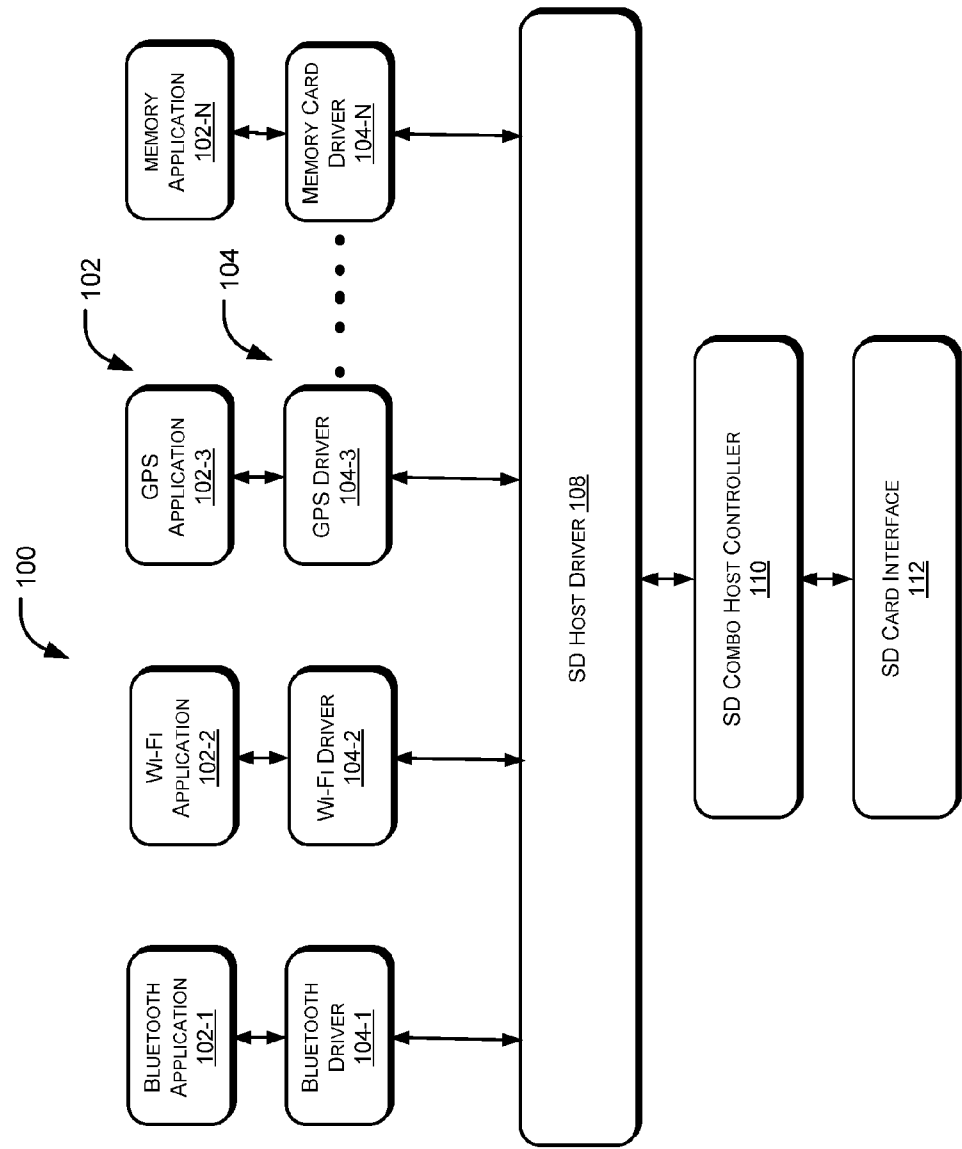 100
102
104
BLUETOOTH
APPLICATION
102-1
WI-FI
APPLICATION
102-2
GPS
APPLICATION
102-3
MEMORY
APPLICATION
102-N
BLUETOOTH
DRIVER
104-1
WI-FI DRIVER
104-2
GPS DRIVER
104-3
MEMORY CARD
DRIVER
104-N
SD HOST DRIVER 108
SD COMBO HOST CONTROLLER
110
SD CARD INTERFACE
112